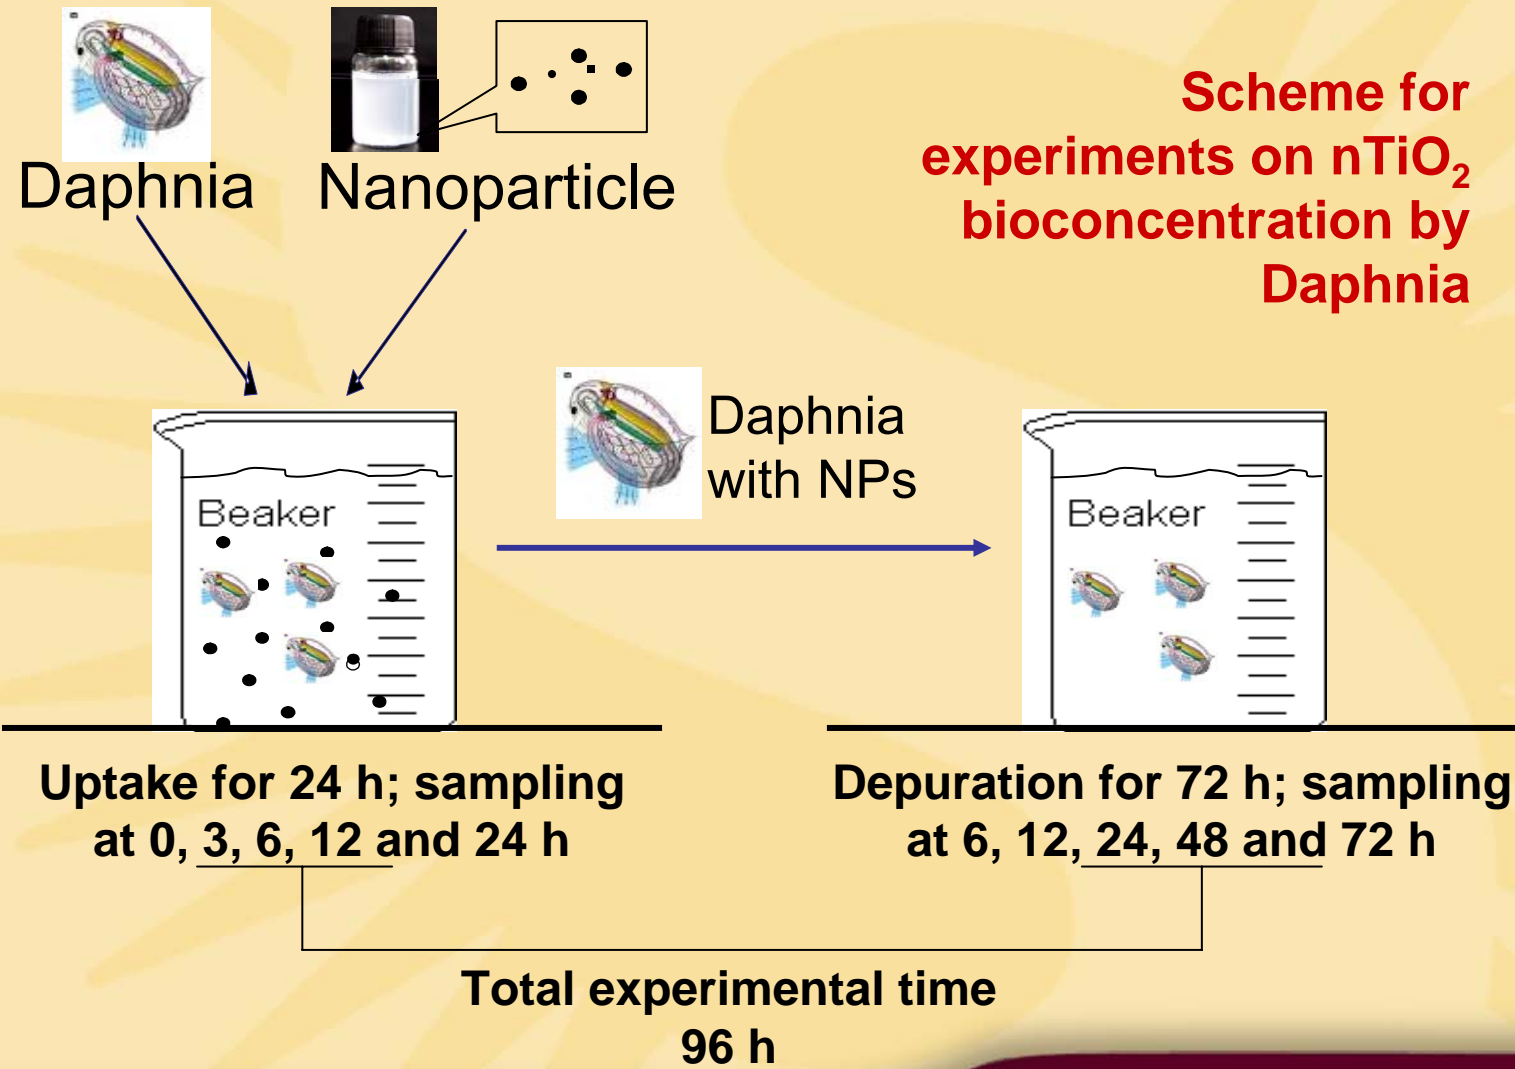 Scheme for
experiments on nTiO₂
bioconcentration by
Daphnia
Daphnia
Nanoparticle
Daphnia
with NPs
Beaker
Beaker
Uptake for 24 h; sampling
at 0, 3, 6, 12 and 24 h
Depuration for 72 h; sampling
at 6, 12, 24, 48 and 72 h
Total experimental time
96 h